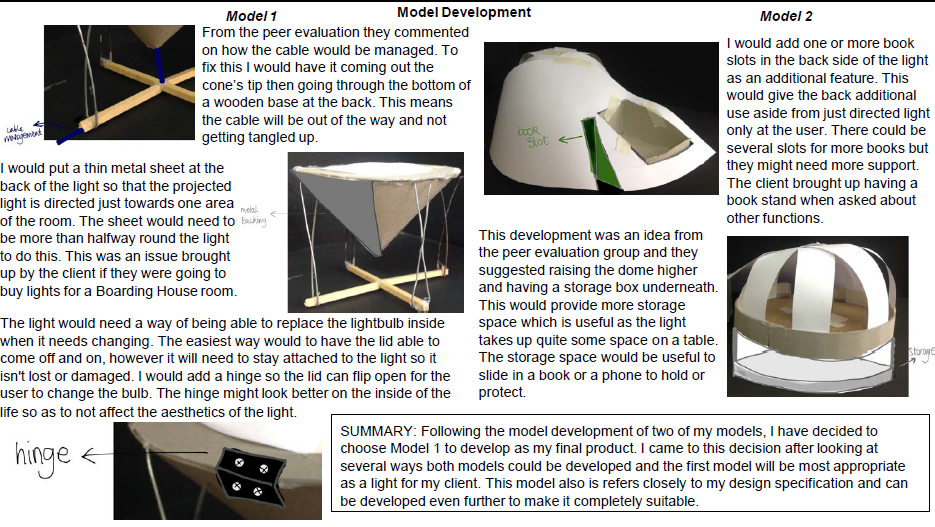 Model Development
Model 1
From the peer evaluation they commented
on how the cable would be managed. To
fix this I would have it coming out the
cone's tip then going through the bottom of
a wooden base at the back. This means
the cable will be out of the way and not
getting tangled up.
cable
management
I would put a thin metal sheet at the
back of the light so that the projected
light is directed just towards one area
of the room. The sheet would need to
be more than halfway round the light
to do this. This was an issue brought
up by the client if they were going to
buy lights for a Boarding House room.
metal
backing
The light would need a way of being able to replace the lightbulb inside
when it needs changing. The easiest way would to have the lid able to
come off and on, however it will need to stay attached to the light so it
isn't lost or damaged. I would add a hinge so the lid can flip open for the
user to change the bulb. The hinge might look better on the inside of the
life so as to not affect the aesthetics of the light.
hinge
Model 2
book
slot
I would add one or more book
slots in the back side of the light
as an additional feature. This
would give the back additional
use aside from just directed light
only at the user. There could be
several slots for more books but
they might need more support.
The client brought up having a
book stand when asked about
other functions.
This development was an idea from
the peer evaluation group and they
suggested raising the dome higher
and having a storage box underneath.
This would provide more storage
space which is useful as the light
takes up quite some space on a table.
The storage space would be useful to
slide in a book or a phone to hold or
protect.
storage
SUMMARY: Following the model development of two of my models, I have decided to
choose Model 1 to develop as my final product. I came to this decision after looking at
several ways both models could be developed and the first model will be most appropriate
as a light for my client. This model also is refers closely to my design specification and can
be developed even further to make it completely suitable.